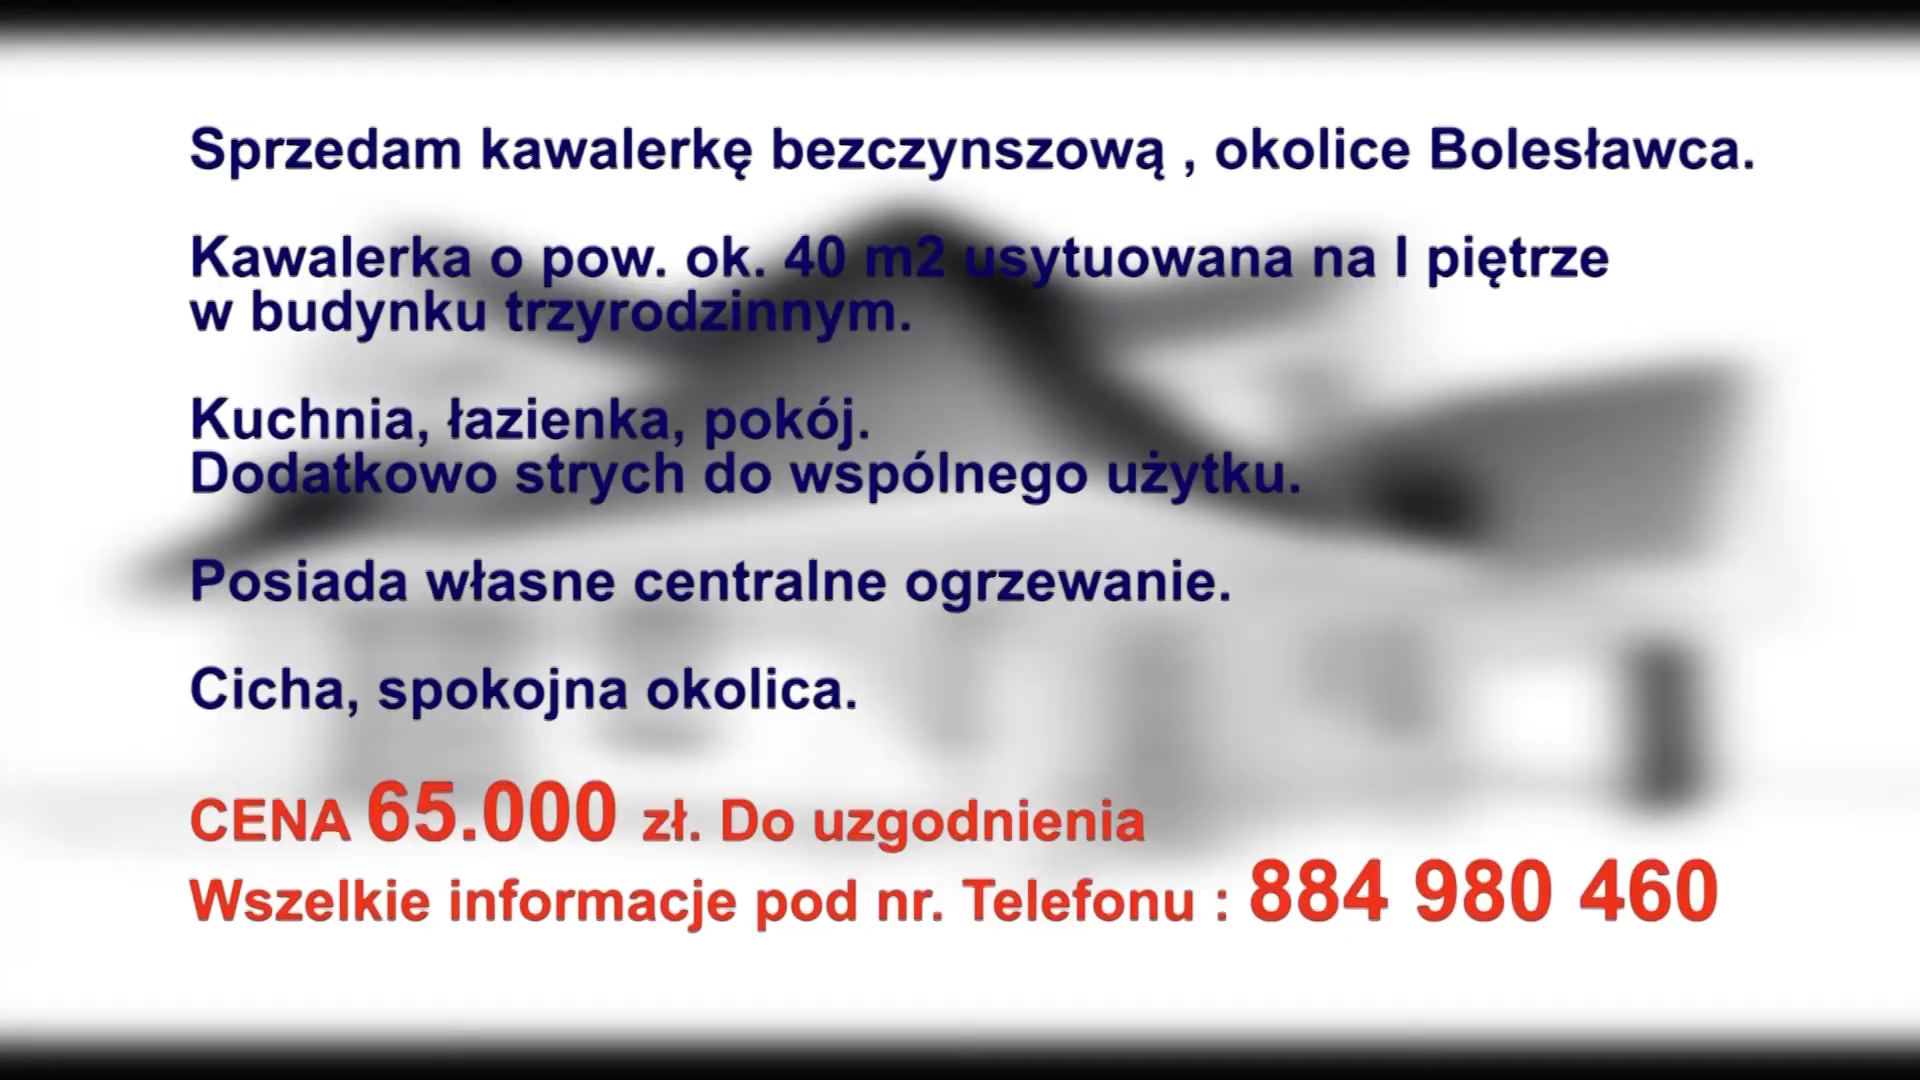 Sprzedam kawalerkę bezczynszową , okolice Bolesławca.
Kawalerka o pow. ok. 40 m2 usytuowana na I piętrze
w budynku trzyrodzinnym.
Kuchnia, łazienka, pokój.
Dodatkowo strych do wspólnego użytku.
Posiada własne centralne ogrzewanie.
Cicha, spokojna okolica.
CENA 65.000 zł. Do uzgodnienia
Wszelkie informacje pod nr. Telefonu : 884 980 460